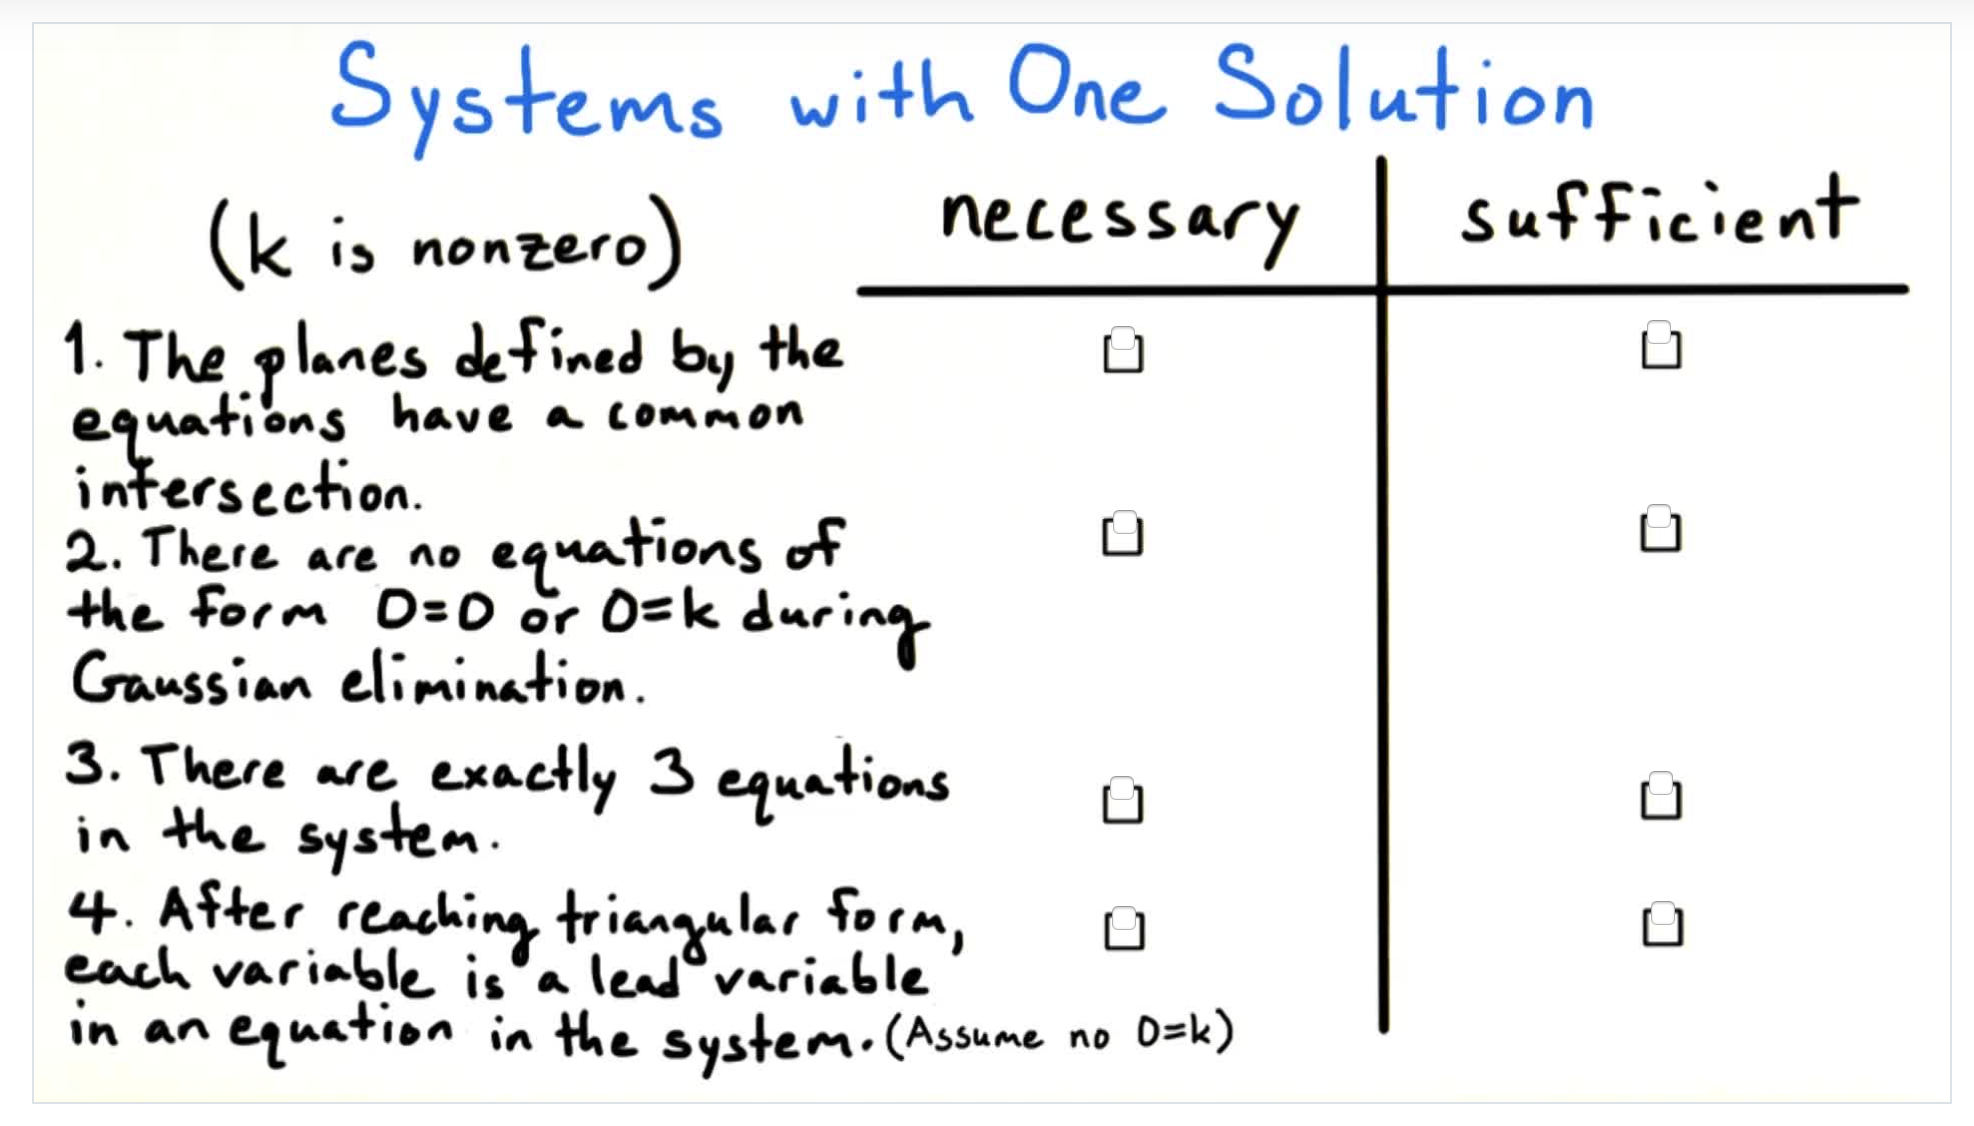 Systems with One Solution
(k is nonzero)
necessary
sufficient
1. The planes defined by the
equations have a common
intersection.
2. There are no equations of
the form 0=0 or 0=k during
Gaussian elimination.
3. There are exactly 3 equations
in the system.
4. After reaching triangular form,
each variable is a lead variable
in an equation in the system. (Assume no 0=k)